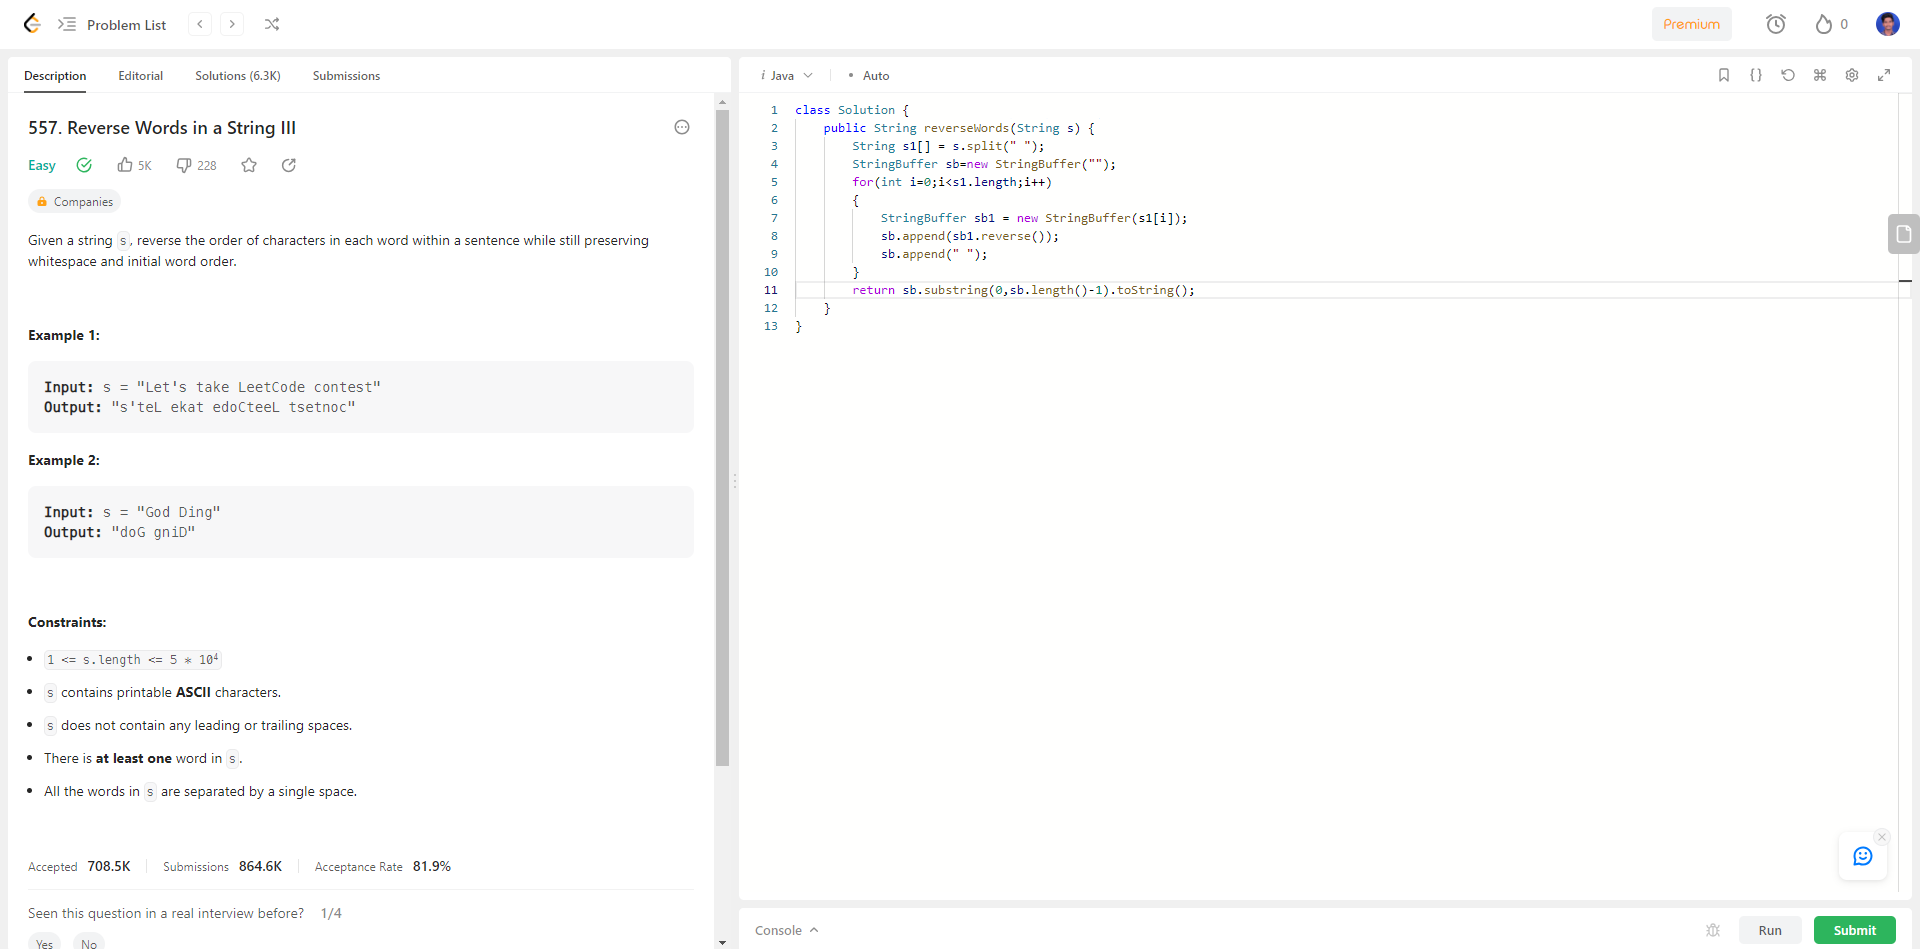 Problem List
Premium
0
Description Editorial Solutions (6.3K) Submissions
557. Reverse Words in a String III
Easy 5K 228
Companies
Given a string s, reverse the order of characters in each word within a sentence while still preserving
whitespace and initial word order.
Example 1:
Input: s = "Let's take LeetCode contest"
Output: "s'teL ekat edoCteeL tsetnoc"
Example 2:
Input: s = "God Ding"
Output: "doG gniD"
Constraints:
• 1 <= s.length <= 5 * 10⁴
• s contains printable ASCII characters.
• s does not contain any leading or trailing spaces.
• There is at least one word in s.
• All the words in s are separated by a single space.
Accepted 708.5K Submissions 864.6K Acceptance Rate 81.9%
Seen this question in a real interview before? 1/4
Yes No
i Java • Auto
1 class Solution {
2 public String reverseWords(String s) {
3 String s1[] = s.split(" ");
4 StringBuffer sb=new StringBuffer("");
5 for(int i=0;i<s1.length;i++)
6 {
7 StringBuffer sb1 = new StringBuffer(s1[i]);
8 sb.append(sb1.reverse());
9 sb.append(" ");
10 }
11 return sb.substring(0,sb.length()-1).toString();
12 }
13 }
Console
Run
Submit